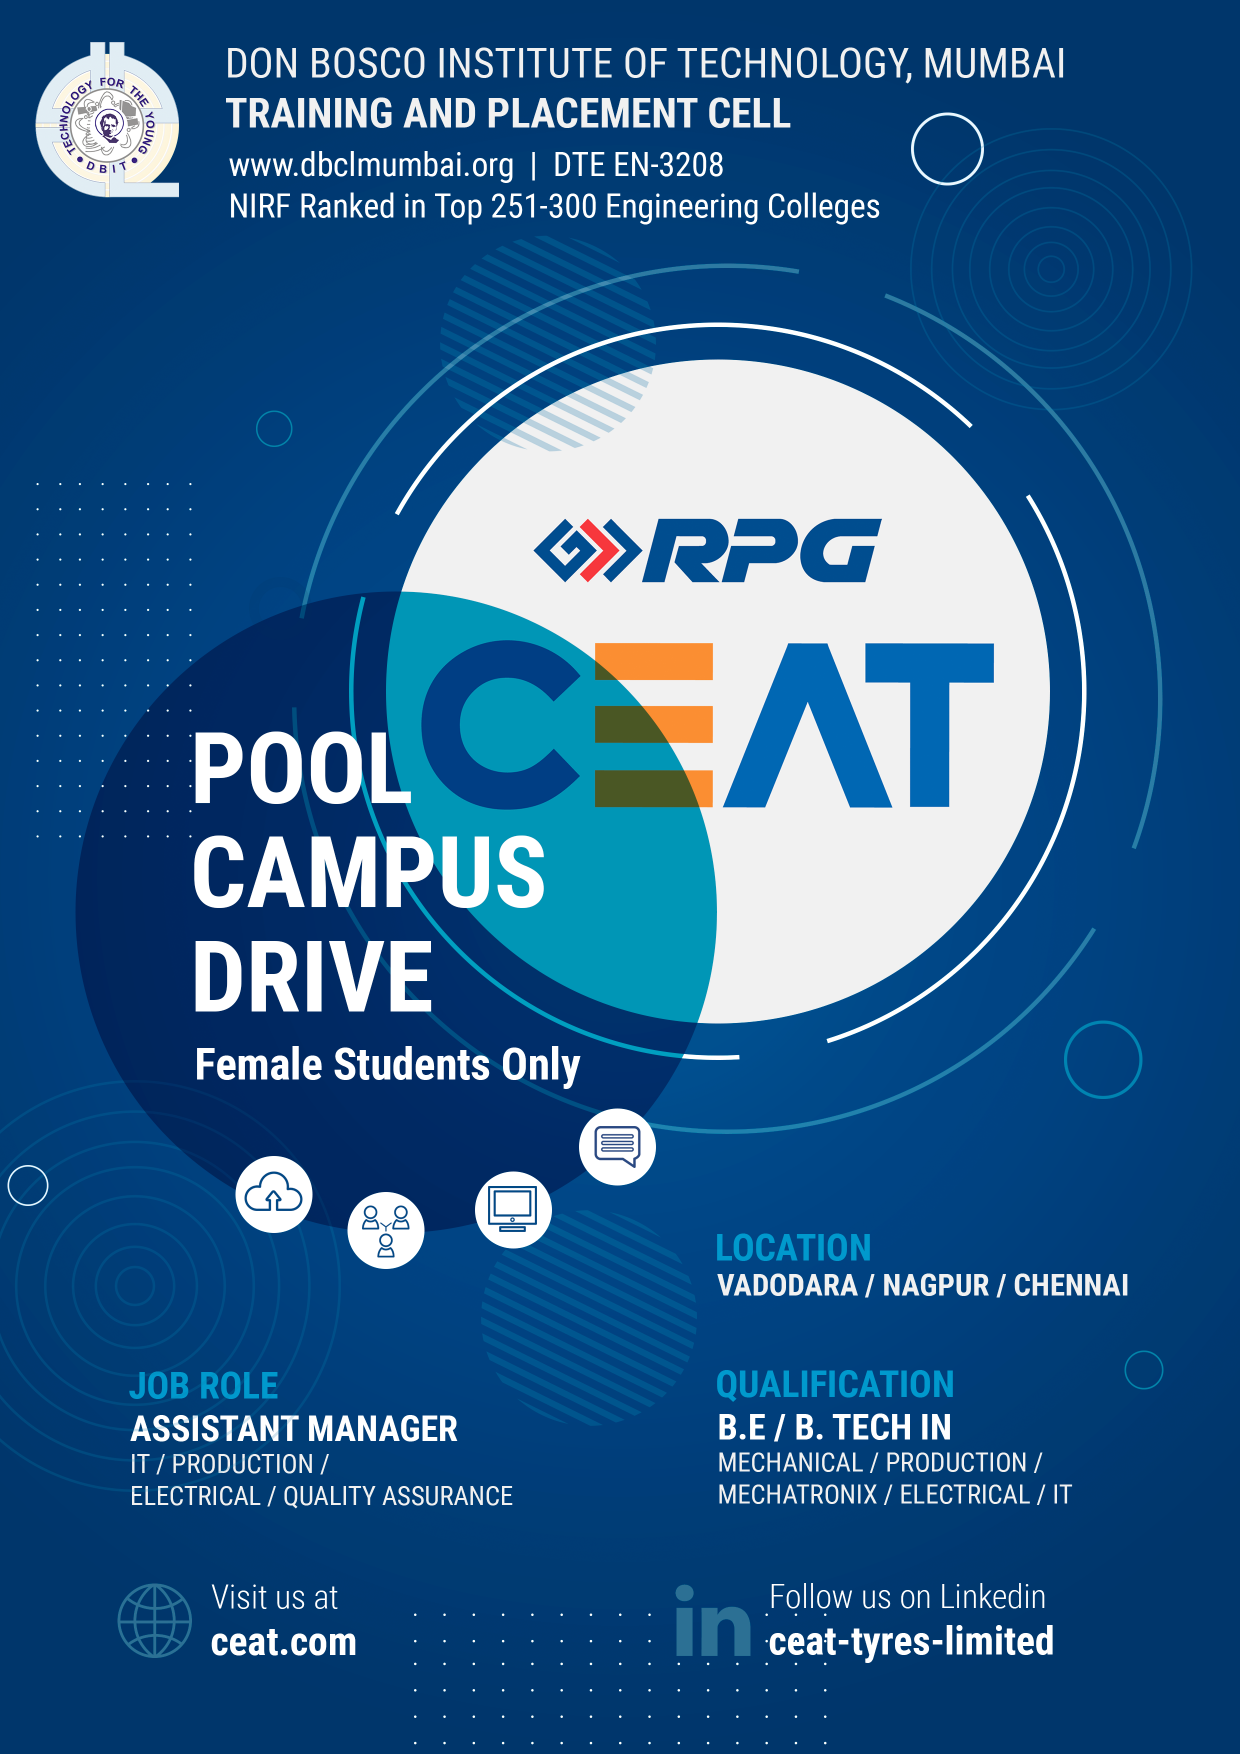 TECHNOLOGY FOR THE YOUNG
• DBIT •
DON BOSCO INSTITUTE OF TECHNOLOGY, MUMBAI
TRAINING AND PLACEMENT CELL
www.dbclmumbai.org | DTE EN-3208
NIRF Ranked in Top 251-300 Engineering Colleges
RPG
CEAT
POOL
CAMPUS
DRIVE
Female Students Only
LOCATION
VADODARA / NAGPUR / CHENNAI
JOB ROLE
ASSISTANT MANAGER
IT / PRODUCTION /
ELECTRICAL / QUALITY ASSURANCE
QUALIFICATION
B.E / B. TECH IN
MECHANICAL / PRODUCTION /
MECHATRONIX / ELECTRICAL / IT
Visit us at
ceat.com
in
Follow us on Linkedin
ceat-tyres-limited